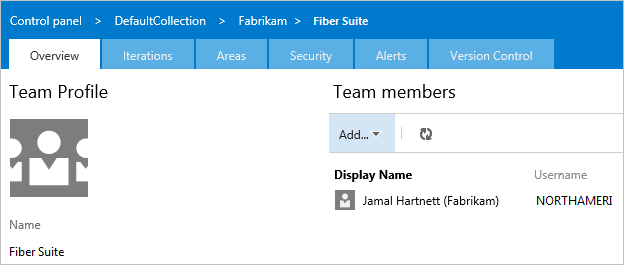 Control panel > DefaultCollection > Fabrikam > Fiber Suite
Overview Iterations Areas Security Alerts Version Control
Team Profile
Name
Fiber Suite
Team members
Add...
Display Name Username
Jamal Hartnett (Fabrikam) NORTHAMERI